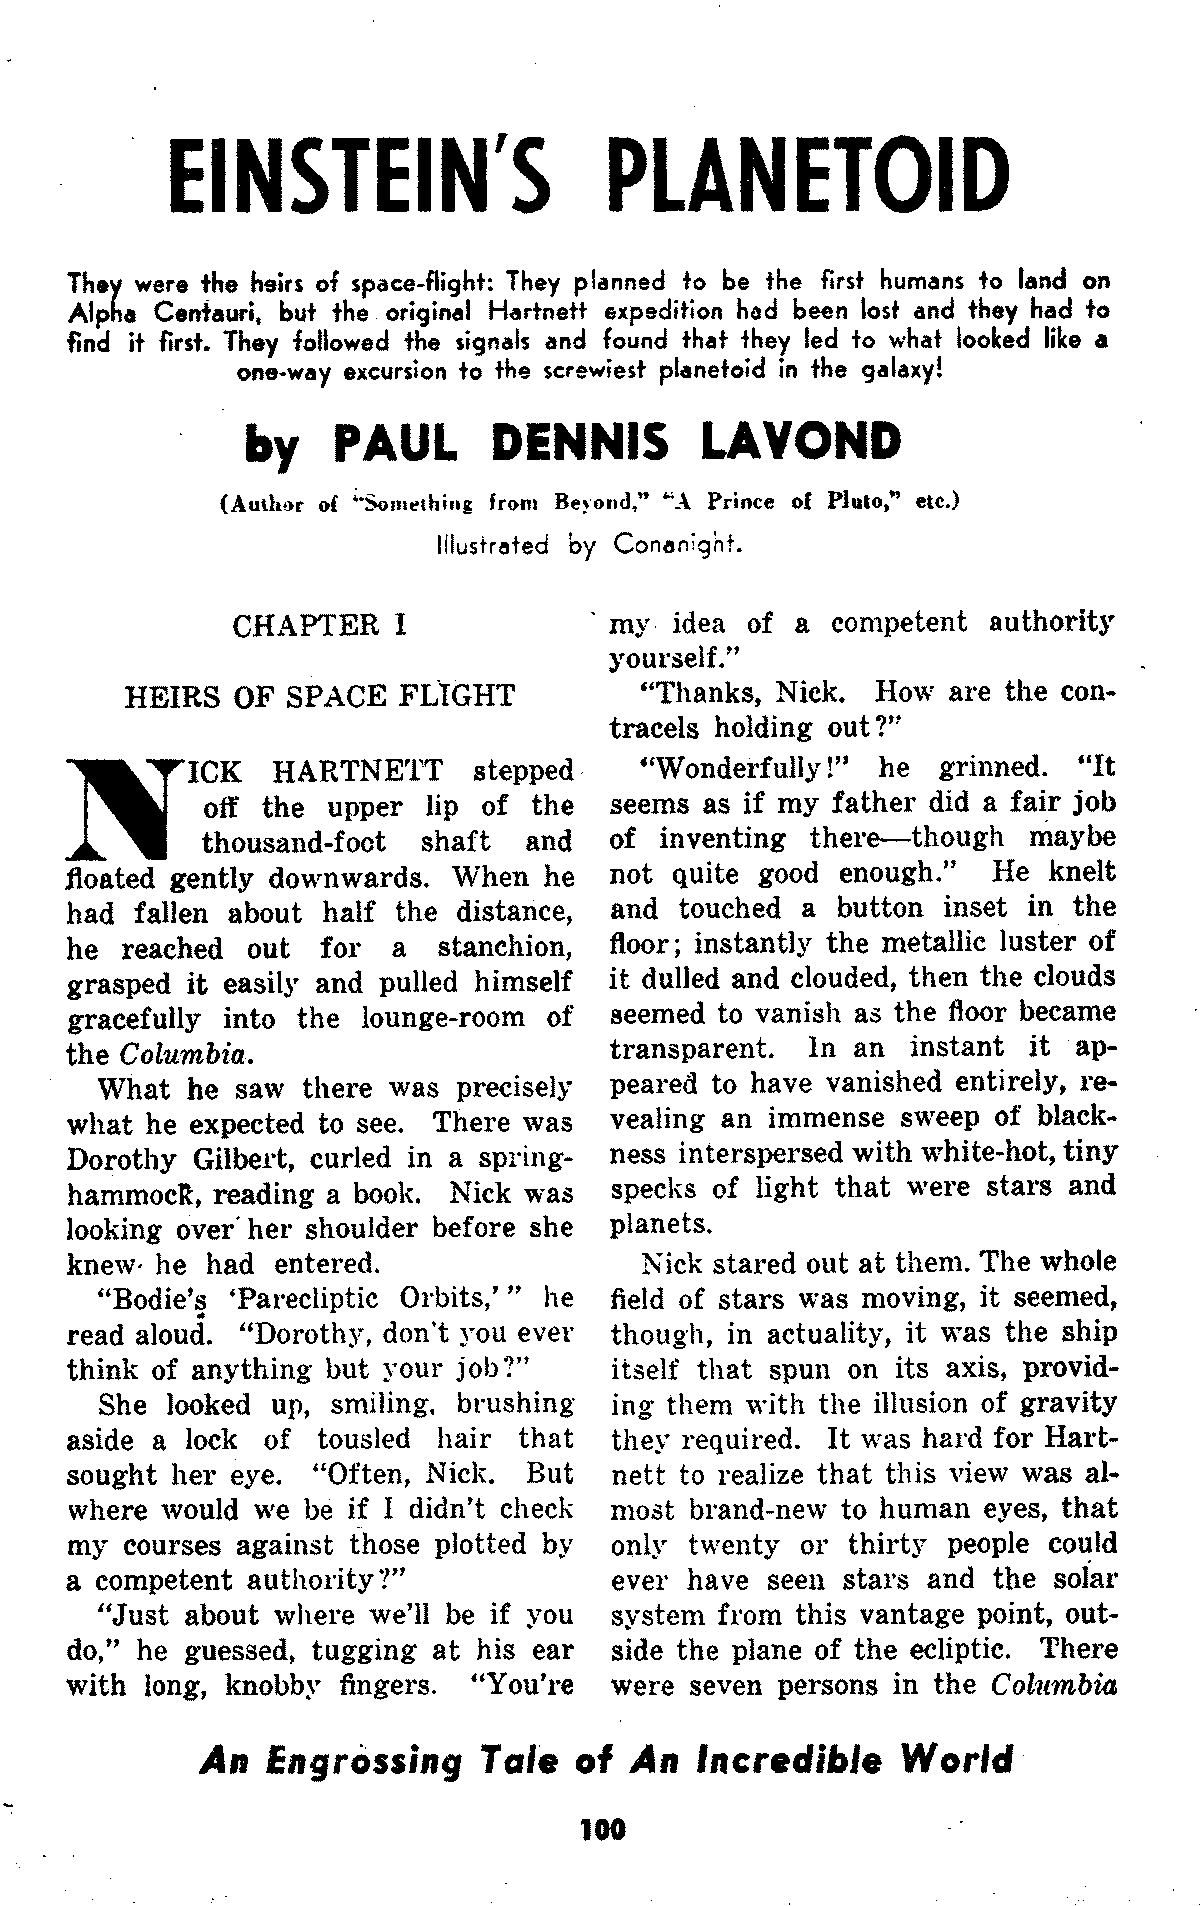 EINSTEIN'S PLANETOID
They were the heirs of space-flight: They planned to be the first humans to land on
Alpha Centauri, but the original Hartnett expedition had been lost and they had to
find it first. They followed the signals and found that they led to what looked like a
one-way excursion to the screwiest planetoid in the galaxy!
by PAUL DENNIS LAVOND
(Author of "Something from Beyond," "A Prince of Pluto," etc.)
Illustrated by Conanight.
CHAPTER I
HEIRS OF SPACE FLIGHT
NICK HARTNETT stepped
off the upper lip of the
thousand-foot shaft and
floated gently downwards. When he
had fallen about half the distance,
he reached out for a stanchion,
grasped it easily and pulled himself
gracefully into the lounge-room of
the Columbia.
What he saw there was precisely
what he expected to see. There was
Dorothy Gilbert, curled in a spring-
hammock, reading a book. Nick was
looking over her shoulder before she
knew he had entered.
"Bodie's 'Parecliptic Orbits,'" he
read aloud. "Dorothy, don't you ever
think of anything but your job?"
She looked up, smiling, brushing
aside a lock of tousled hair that
sought her eye. "Often, Nick. But
where would we be if I didn't check
my courses against those plotted by
a competent authority?"
"Just about where we'll be if you
do," he guessed, tugging at his ear
with long, knobby fingers. "You're
my idea of a competent authority
yourself."
"Thanks, Nick. How are the con-
tracels holding out?"
"Wonderfully!" he grinned. "It
seems as if my father did a fair job
of inventing there—though maybe
not quite good enough." He knelt
and touched a button inset in the
floor; instantly the metallic luster of
it dulled and clouded, then the clouds
seemed to vanish as the floor became
transparent. In an instant it ap-
peared to have vanished entirely, re-
vealing an immense sweep of black-
ness interspersed with white-hot, tiny
specks of light that were stars and
planets.
Nick stared out at them. The whole
field of stars was moving, it seemed,
though, in actuality, it was the ship
itself that spun on its axis, provid-
ing them with the illusion of gravity
they required. It was hard for Hart-
nett to realize that this view was al-
most brand-new to human eyes, that
only twenty or thirty people could
ever have seen stars and the solar
system from this vantage point, out-
side the plane of the ecliptic. There
were seven persons in the Columbia
An Engrossing Tale of An Incredible World
100